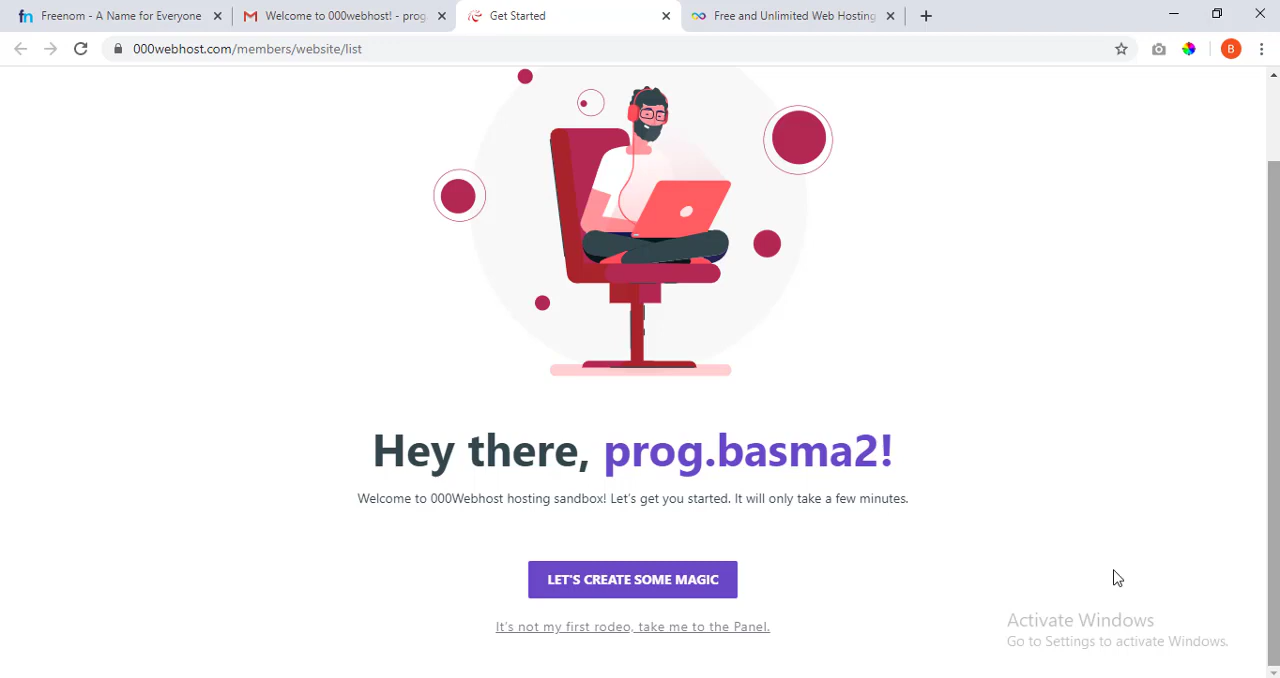 Freenom - A Name for Everyone
Welcome to 000webhost! - prog
Get Started
Free and Unlimited Web Hosting
000webhost.com/members/website/list
B
Hey there, prog.basma2!
Welcome to 000Webhost hosting sandbox! Let's get you started. It will only take a few minutes.
LET'S CREATE SOME MAGIC
It's not my first rodeo, take me to the Panel.
Activate Windows
Go to Settings to activate Windows.